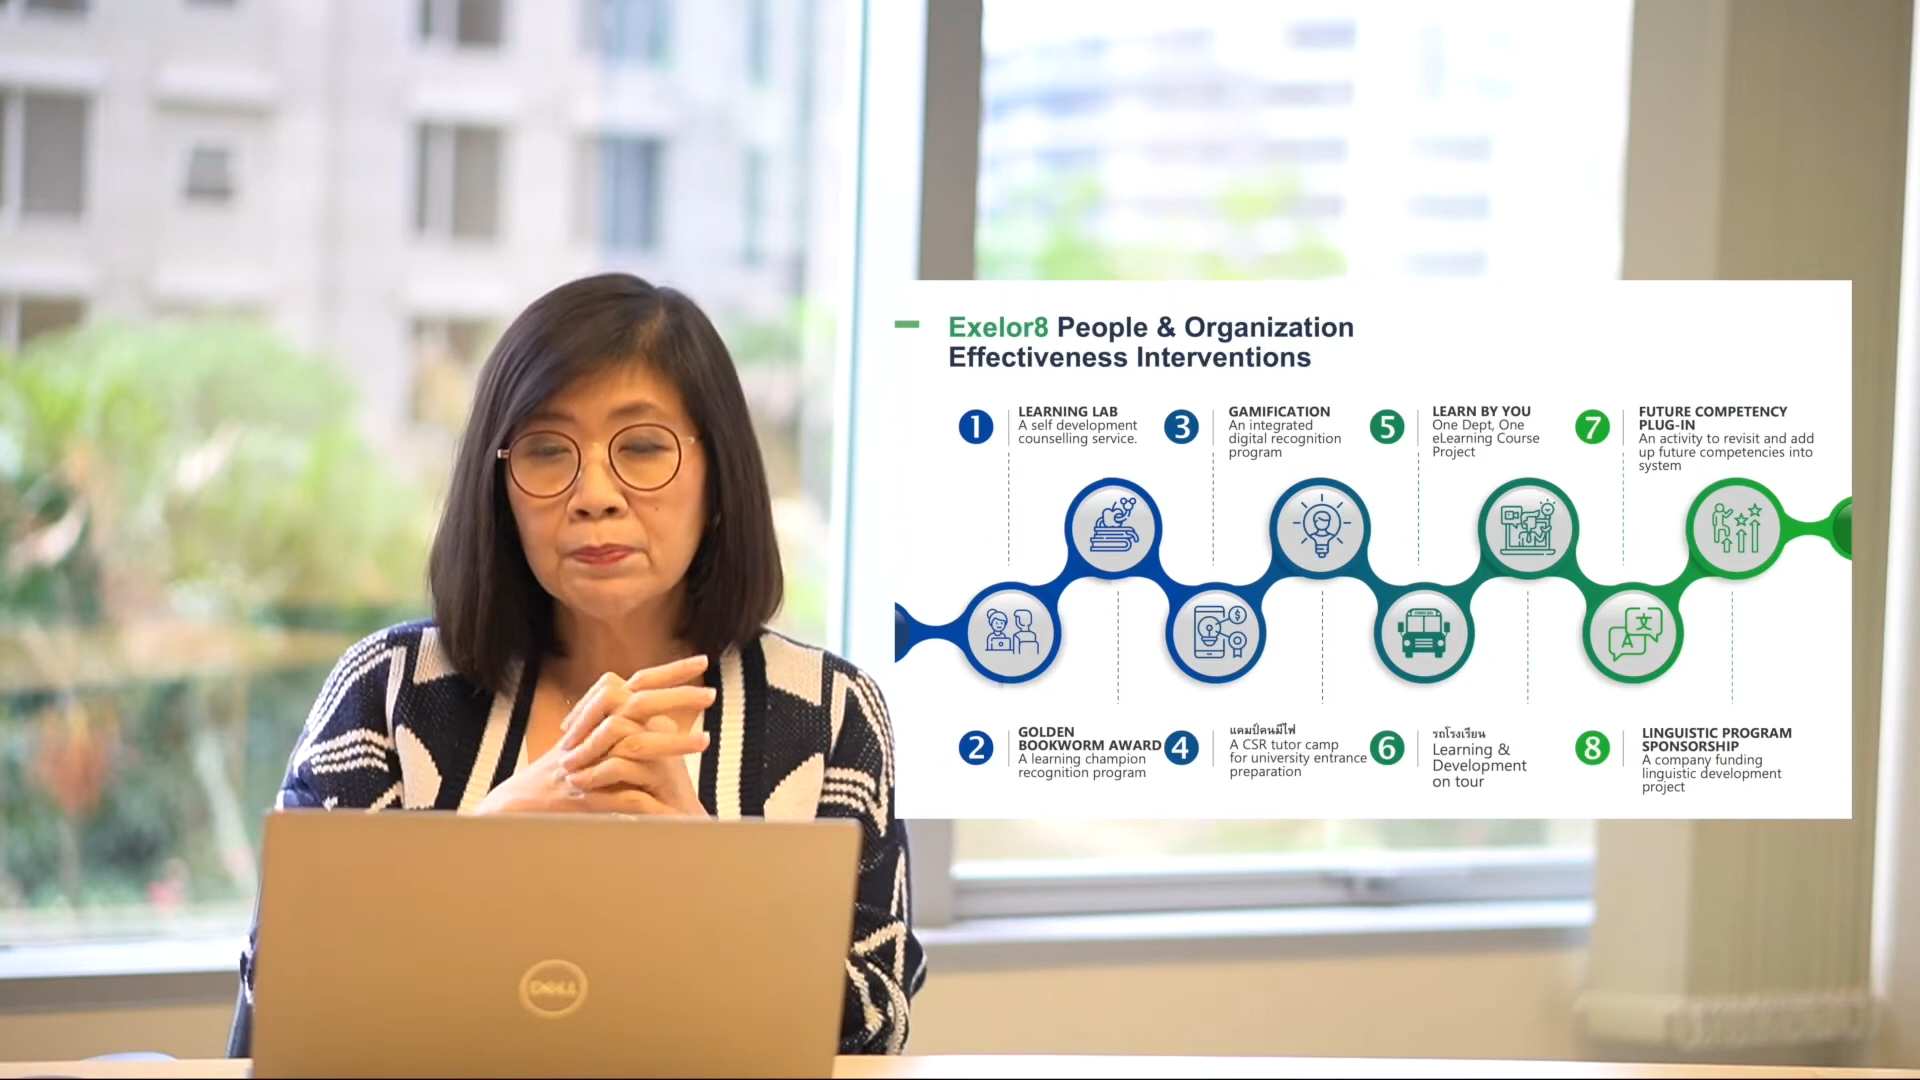 Exelor8 People & Organization
Effectiveness Interventions
1
LEARNING LAB
A self development
counselling service.
3
GAMIFICATION
An integrated
digital recognition
program
5
LEARN BY YOU
One Dept, One
eLearning Course
Project
7
FUTURE COMPETENCY
PLUG-IN
An activity to revisit and add
up future competencies into
system
2
GOLDEN
BOOKWORM AWARD
A learning champion
recognition program
4
แคมป์คนมีไฟ
A CSR tutor camp
for university entrance
preparation
6
รถโรงเรียน
Learning &
Development
on tour
8
LINGUISTIC PROGRAM
SPONSORSHIP
A company funding
linguistic development
project
$
文
A
DELL